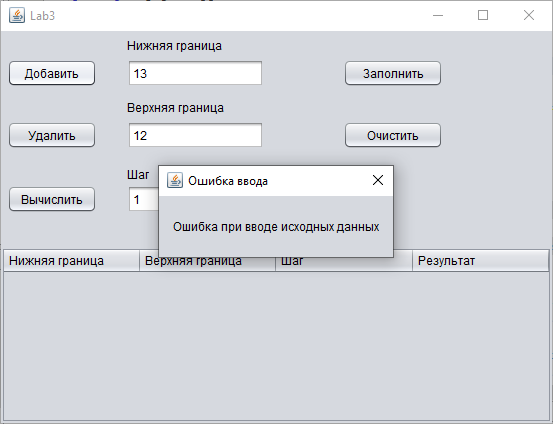 Lab3
Нижняя граница
Добавить
13
Заполнить
Верхняя граница
Удалить
12
Очистить
Шаг
Ошибка ввода
Вычислить
1
Ошибка при вводе исходных данных
Нижняя граница Верхняя граница Шаг Результат